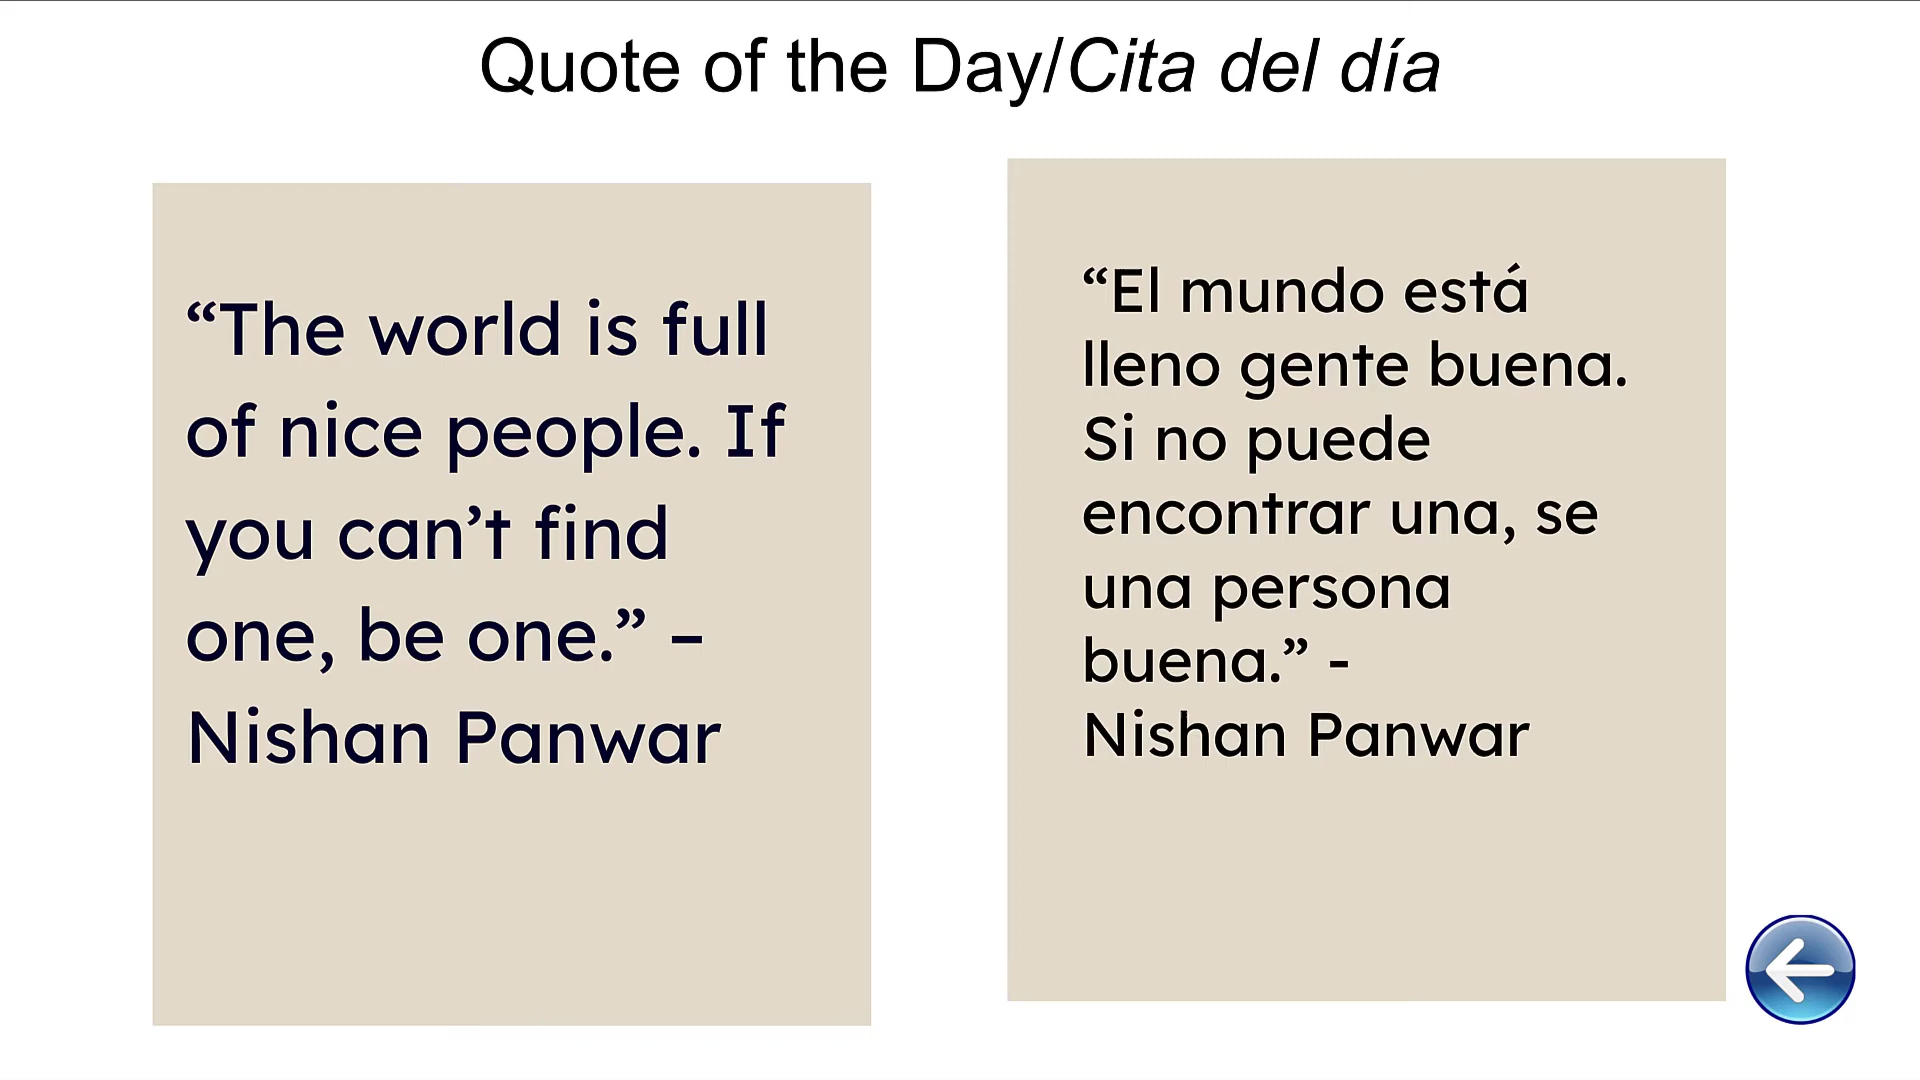 Quote of the Day/Cita del día
“The world is full
of nice people. If
you can’t find
one, be one.” –
Nishan Panwar
“El mundo está
lleno gente buena.
Si no puede
encontrar una, se
una persona
buena.” -
Nishan Panwar